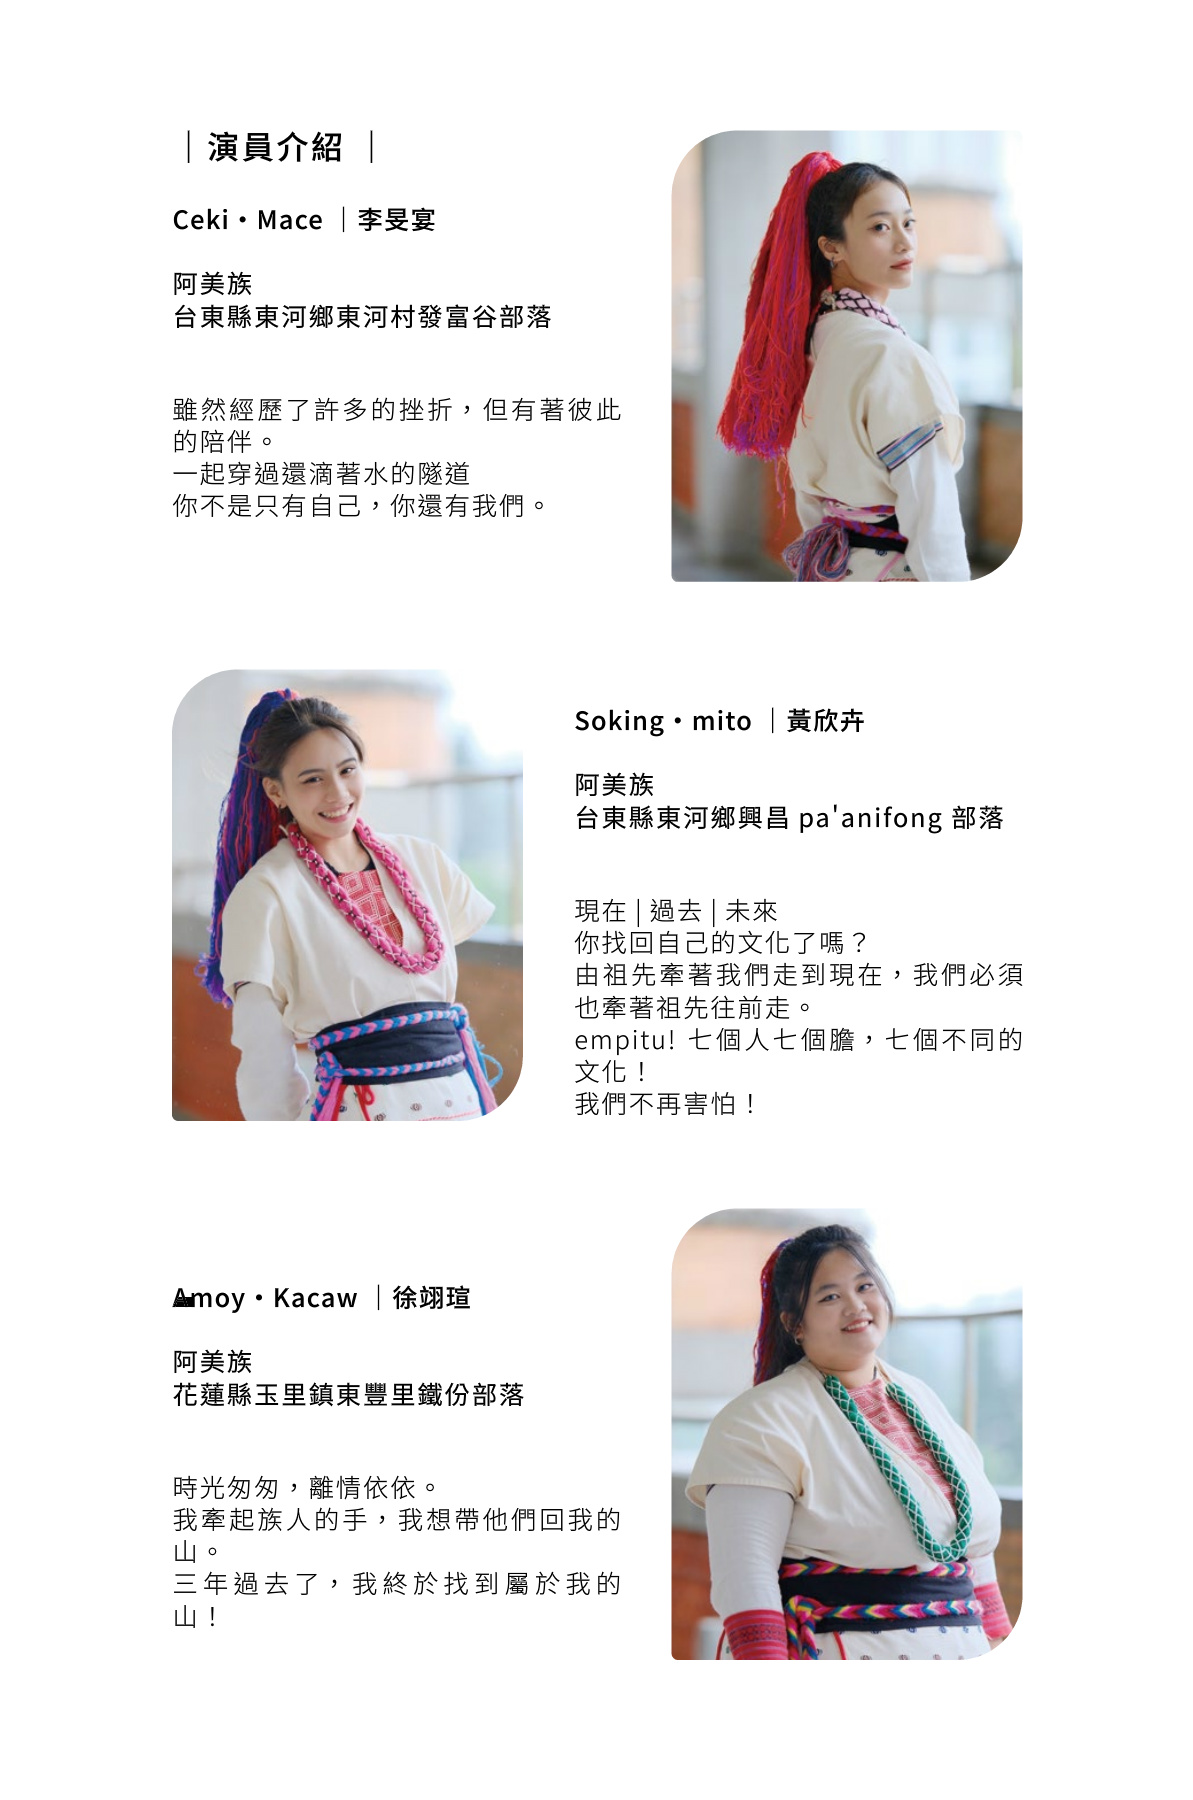 ｜演員介紹 ｜
Ceki・Mace ｜李旻宴
阿美族
台東縣東河鄉東河村發富谷部落
雖然經歷了許多的挫折，但有著彼此
的陪伴。
一起穿過還滴著水的隧道
你不是只有自己，你還有我們。
Soking・mito ｜黃欣卉
阿美族
台東縣東河鄉興昌 pa'anifong 部落
現在 | 過去 | 未來
你找回自己的文化了嗎？
由祖先牽著我們走到現在，我們必須
也牽著祖先往前走。
empitu! 七個人七個膽，七個不同的
文化！
我們不再害怕！
Amoy・Kacaw ｜徐翊瑄
阿美族
花蓮縣玉里鎮東豐里鐵份部落
時光匆匆，離情依依。
我牽起族人的手，我想帶他們回我的
山。
三年過去了，我終於找到屬於我的
山！